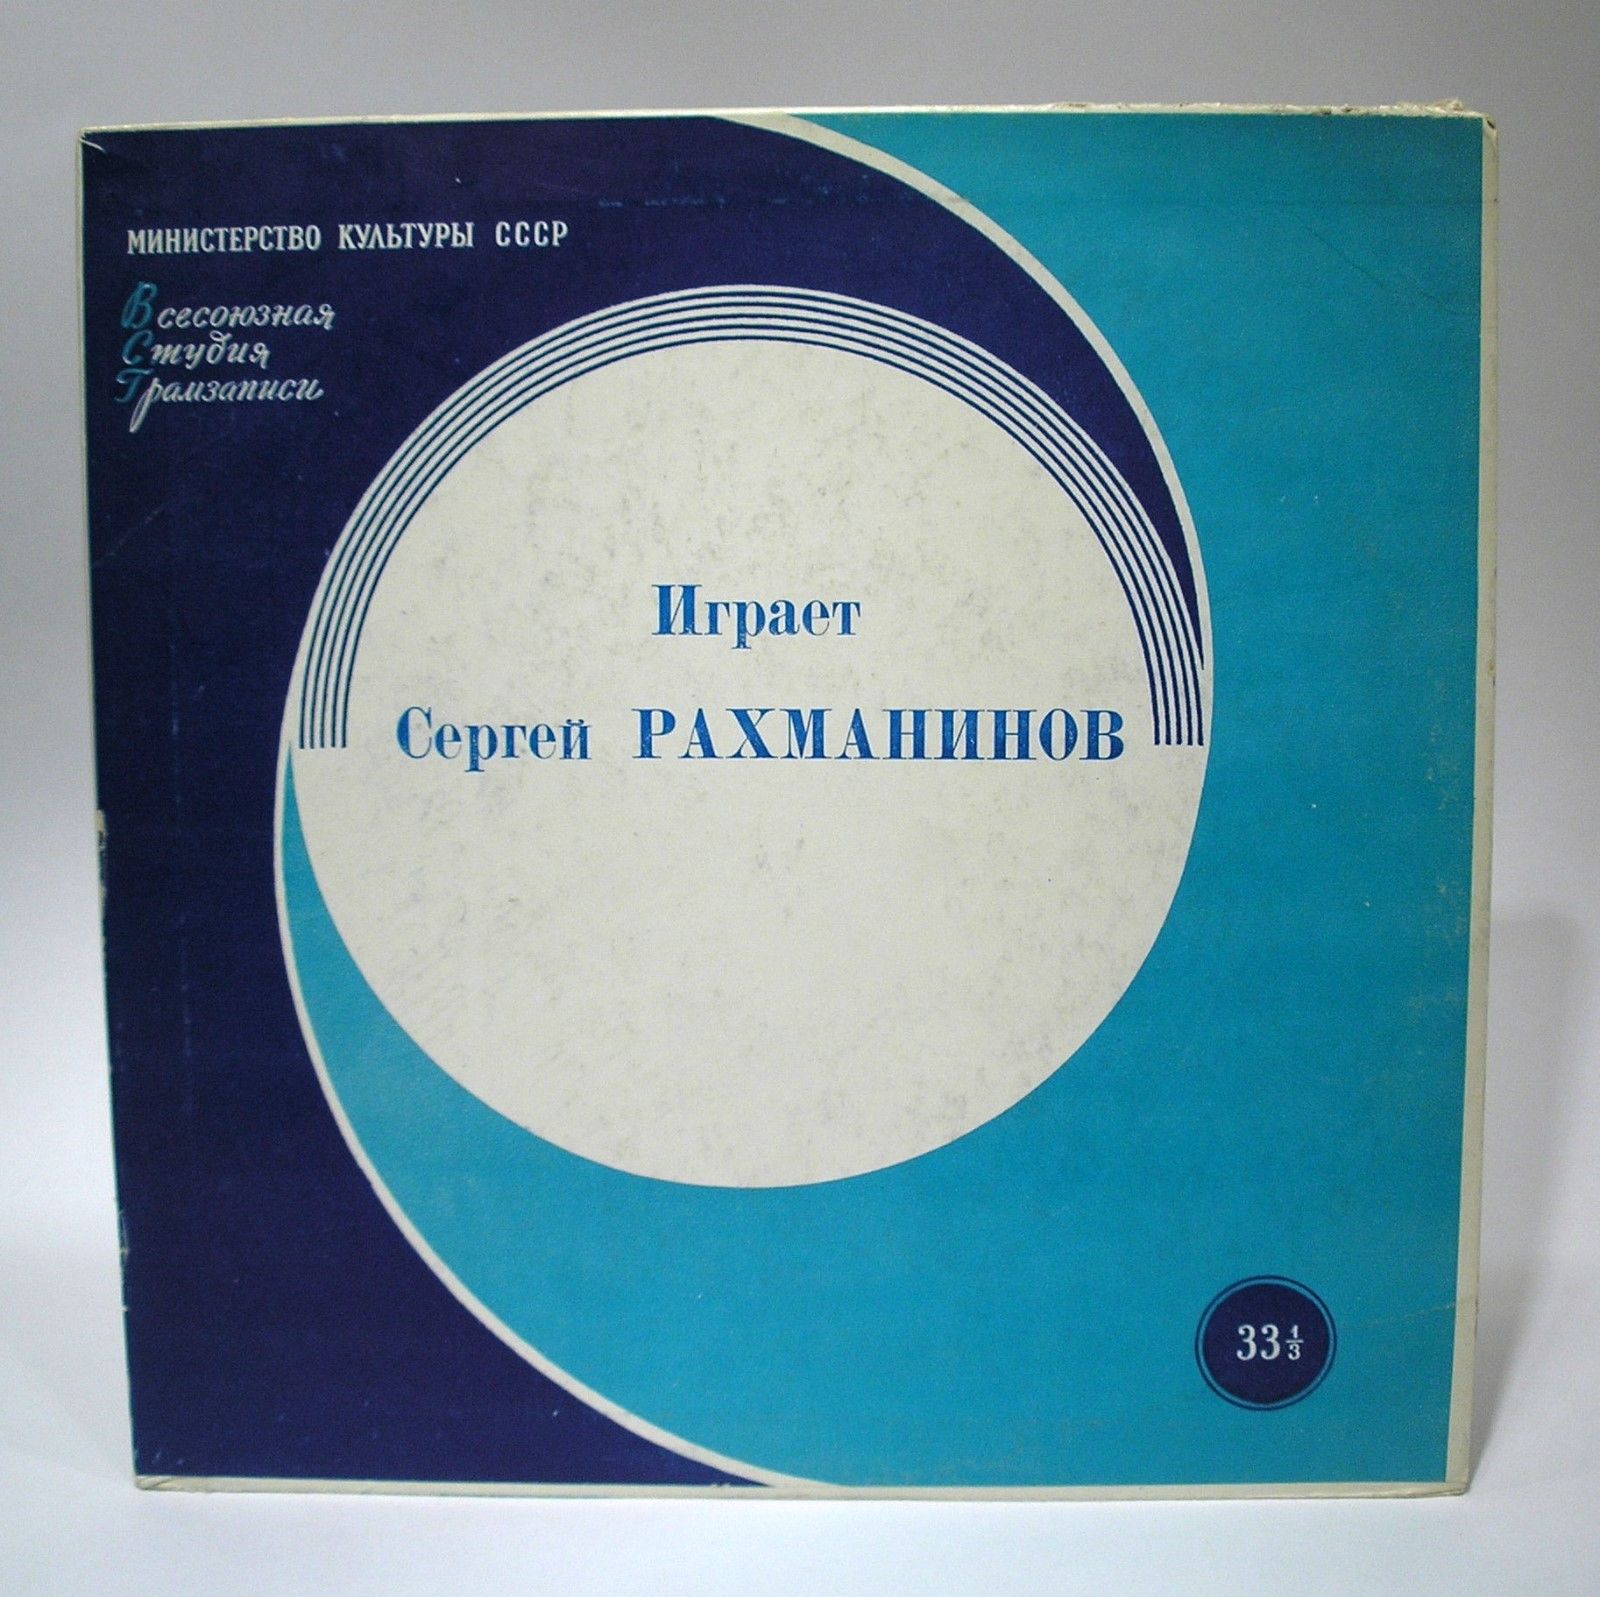 МИНИСТЕРСТВО КУЛЬТУРЫ СССР
Всесоюзная
Студия
Грамзаписи
Играет
Сергей РАХМАНИНОВ
33 1/3